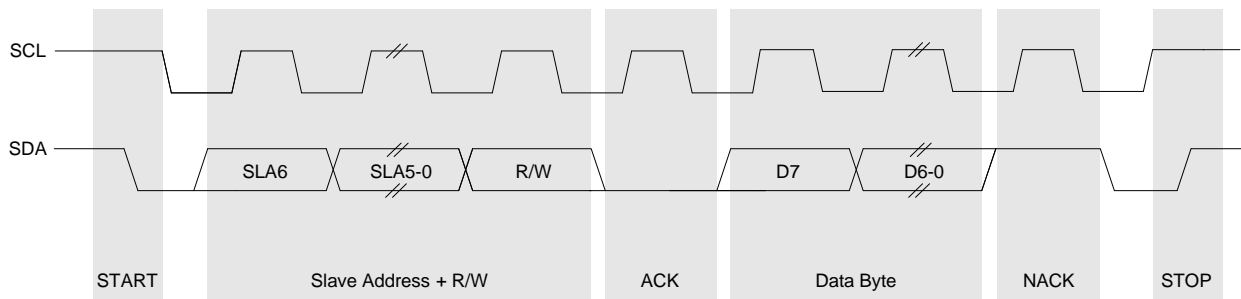 SCL
SDA
SLA6 SLA5-0 R/W D7 D6-0
START Slave Address + R/W ACK Data Byte NACK STOP